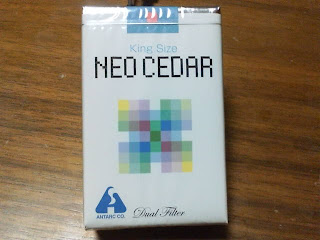 King Size
NEO CEDAR
ANTARC CO.
Dual Filter